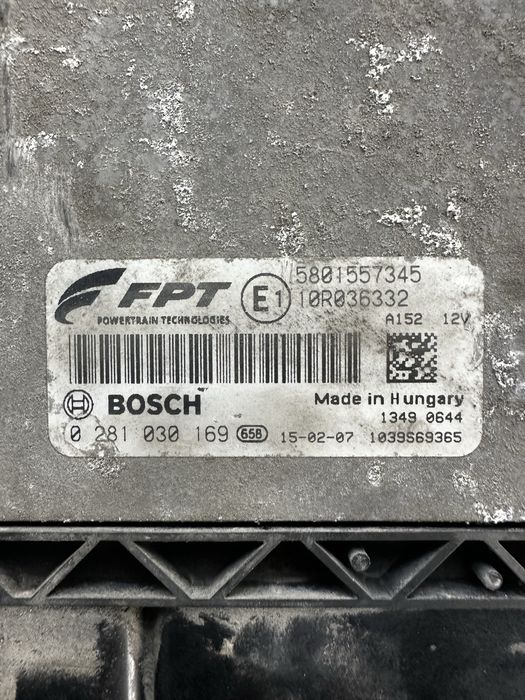 FPT
POWERTRAIN TECHNOLOGIES
E1
5801557345
10R036332
A152 12V
BOSCH
Made in Hungary
1349 0644
0 281 030 169 658 15-02-07 1039S69365